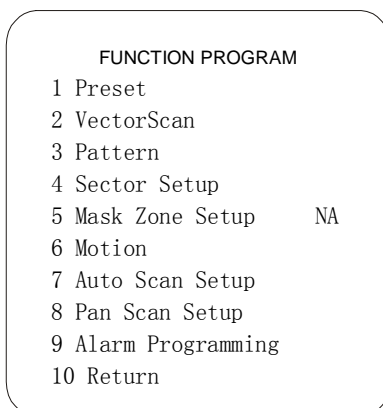 FUNCTION PROGRAM
1 Preset
2 VectorScan
3 Pattern
4 Sector Setup
5 Mask Zone Setup NA
6 Motion
7 Auto Scan Setup
8 Pan Scan Setup
9 Alarm Programming
10 Return